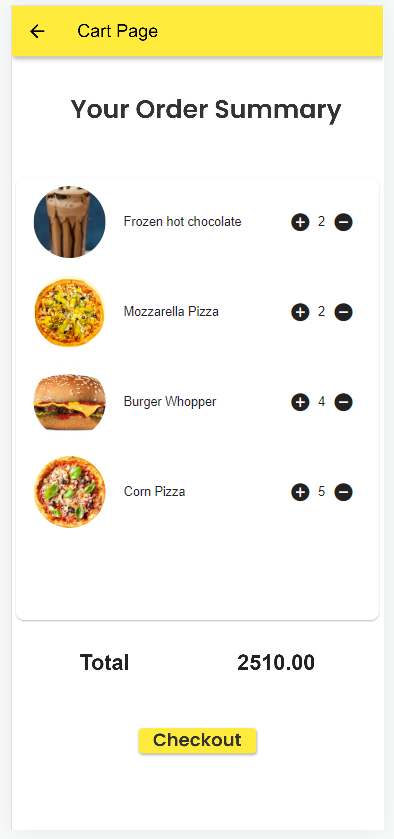 Cart Page
Your Order Summary
Frozen hot chocolate 2
Mozzarella Pizza 2
Burger Whopper 4
Corn Pizza 5
Total 2510.00
Checkout